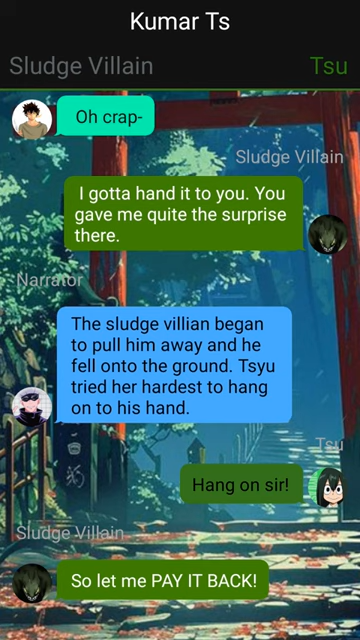 Kumar Ts
Sludge Villain Tsu
Oh crap-
Sludge Villain
I gotta hand it to you. You
gave me quite the surprise
there.
Narrator
The sludge villian began
to pull him away and he
fell onto the ground. Tsyu
tried her hardest to hang
on to his hand.
Tsu
Hang on sir!
Sludge Villain
So let me PAY IT BACK!